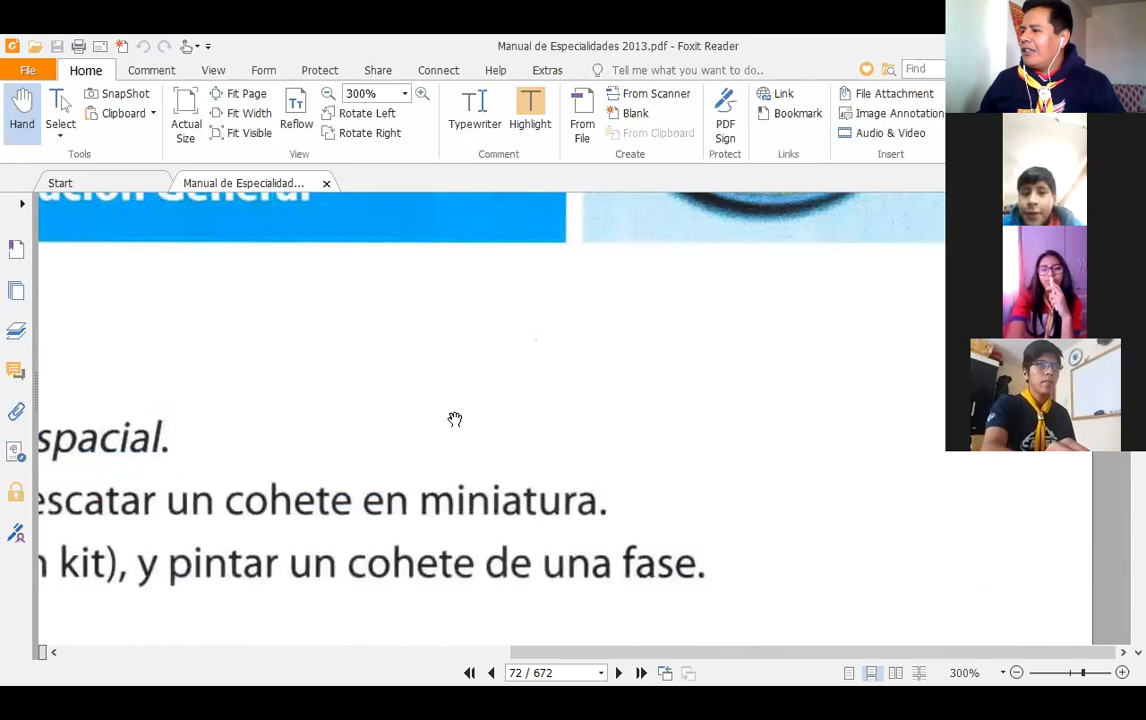 Manual de Especialidades 2013.pdf - Foxit Reader
File Home Comment View Form Protect Share Connect Help Extras Tell me what you want to do.. Find
Hand
Select
SnapShot
Clipboard
Tools
Actual Size
Fit Page
Fit Width
Fit Visible
Reflow
300%
Rotate Left
Rotate Right
View
Typewriter
Highlight
Comment
From File
From Scanner
Blank
From Clipboard
Create
PDF Sign
Protect
Link
Bookmark
Links
File Attachment
Image Annotation
Audio & Video
Insert
Start
Manual de Especialidad...
ación General
spacial.
escatar un cohete en miniatura.
n kit), y pintar un cohete de una fase.
72 / 672
300%